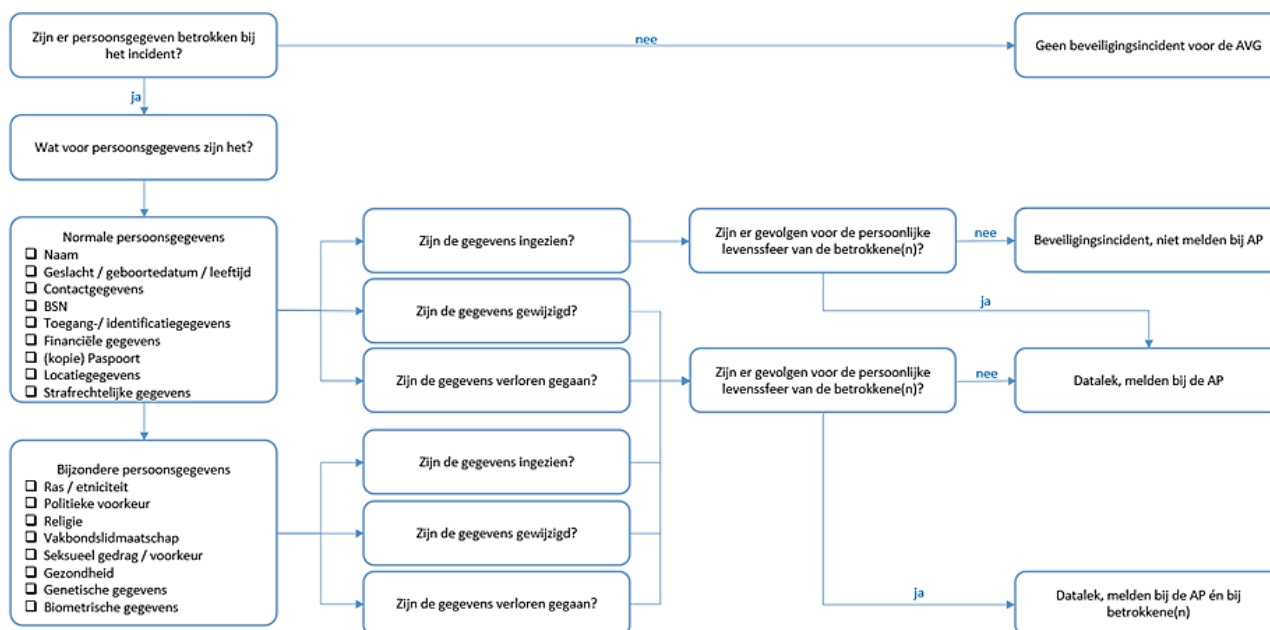 Zijn er persoonsgegeven betrokken bij
het incident?
nee
Geen beveiligingsincident voor de AVG
ja
Wat voor persoonsgegevens zijn het?
Normale persoonsgegevens
Naam
Geslacht / geboortedatum / leeftijd
Contactgegevens
BSN
Toegang-/ identificatiegegevens
Financiële gegevens
(kopie) Paspoort
Locatiegegevens
Strafrechtelijke gegevens
Zijn de gegevens ingezien?
Zijn er gevolgen voor de persoonlijke
levenssfeer van de betrokkene(n)?
nee
Beveiligingsincident, niet melden bij AP
ja
Zijn de gegevens gewijzigd?
Zijn de gegevens verloren gegaan?
Zijn er gevolgen voor de persoonlijke
levenssfeer van de betrokkene(n)?
nee
Datalek, melden bij de AP
Bijzondere persoonsgegevens
Ras / etniciteit
Politieke voorkeur
Religie
Vakbondslidmaatschap
Seksueel gedrag / voorkeur
Gezondheid
Genetische gegevens
Biometrische gegevens
Zijn de gegevens ingezien?
Zijn de gegevens gewijzigd?
Zijn de gegevens verloren gegaan?
ja
Datalek, melden bij de AP én bij
betrokkene(n)